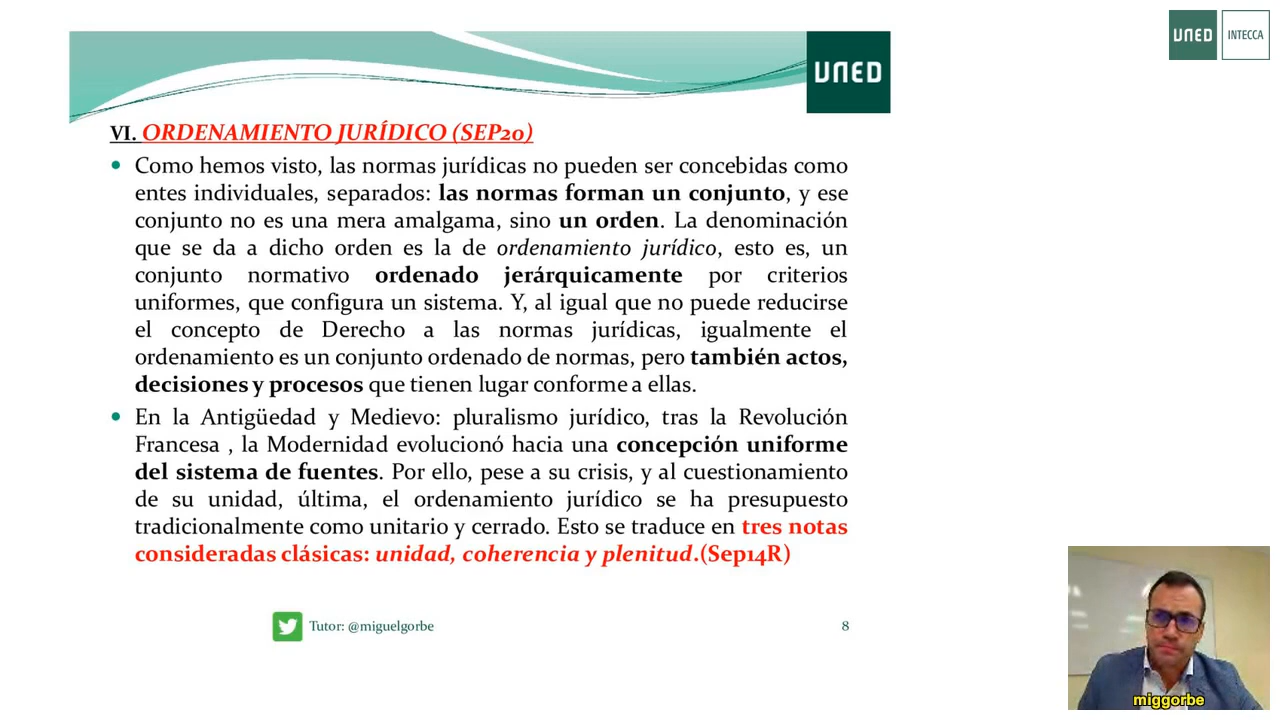 UNED
INTECCA
UNED
VI. ORDENAMIENTO JURÍDICO (SEP20)
• Como hemos visto, las normas jurídicas no pueden ser concebidas como
entes individuales, separados: las normas forman un conjunto, y ese
conjunto no es una mera amalgama, sino un orden. La denominación
que se da a dicho orden es la de ordenamiento jurídico, esto es, un
conjunto normativo ordenado jerárquicamente por criterios
uniformes, que configura un sistema. Y, al igual que no puede reducirse
el concepto de Derecho a las normas jurídicas, igualmente el
ordenamiento es un conjunto ordenado de normas, pero también actos,
decisiones y procesos que tienen lugar conforme a ellas.
• En la Antigüedad y Medievo: pluralismo jurídico, tras la Revolución
Francesa , la Modernidad evolucionó hacia una concepción uniforme
del sistema de fuentes. Por ello, pese a su crisis, y al cuestionamiento
de su unidad, última, el ordenamiento jurídico se ha presupuesto
tradicionalmente como unitario y cerrado. Esto se traduce en tres notas
consideradas clásicas: unidad, coherencia y plenitud.(Sep14R)
Tutor: @miguelgorbe
8
miggorbe